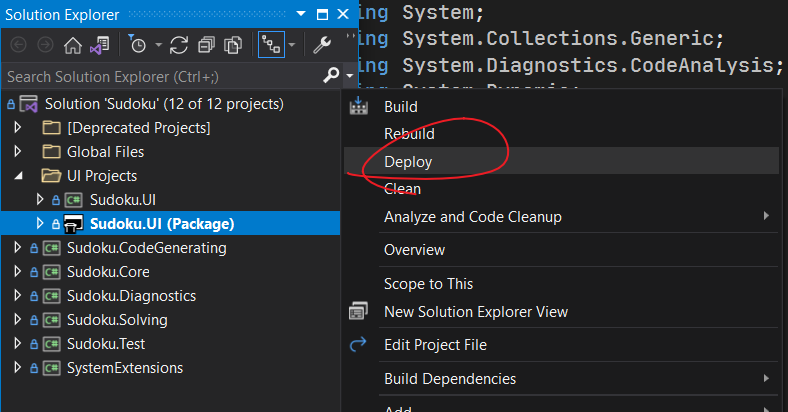 Solution Explorer
ing System;
ing System.Collections.Generic;
ing System.Diagnostics.CodeAnalysis;
Search Solution Explorer (Ctrl+;)
Solution 'Sudoku' (12 of 12 projects)
[Deprecated Projects]
Global Files
UI Projects
C# Sudoku.UI
Sudoku.UI (Package)
C# Sudoku.CodeGenerating
C# Sudoku.Core
C# Sudoku.Diagnostics
C# Sudoku.Solving
C# Sudoku.Test
C# SystemExtensions
Build
Rebuild
Deploy
Clean
Analyze and Code Cleanup
Overview
Scope to This
New Solution Explorer View
Edit Project File
Build Dependencies